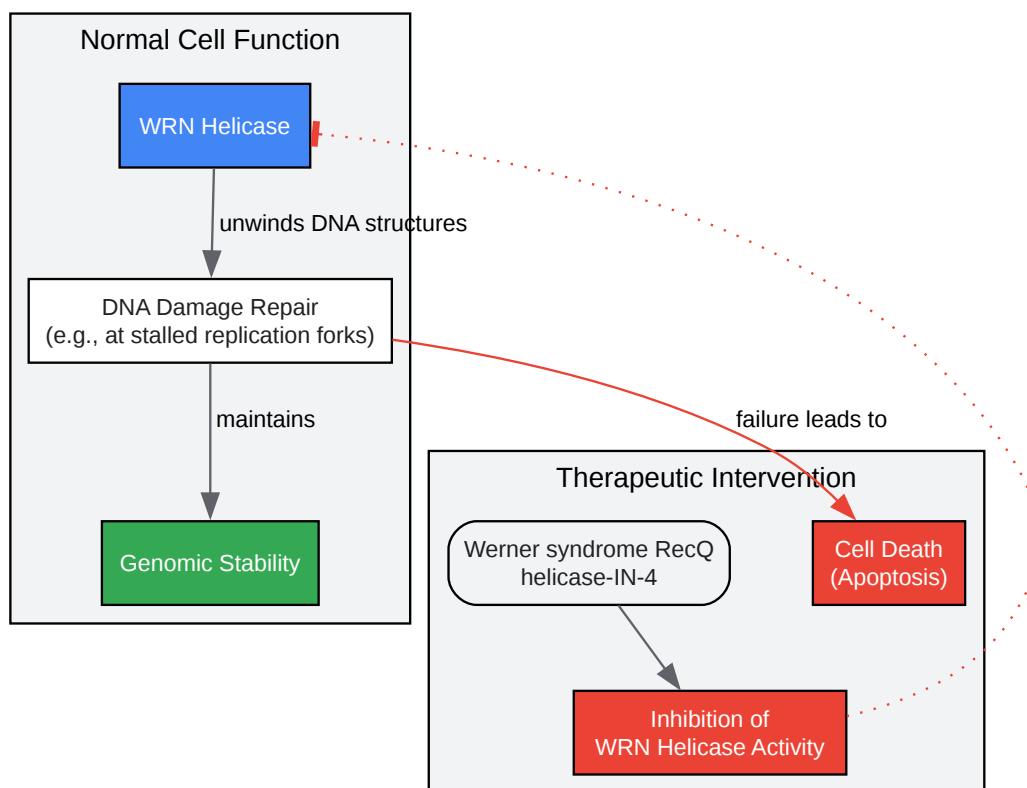 Normal Cell Function
WRN Helicase
unwinds DNA structures
DNA Damage Repair
(e.g., at stalled replication forks)
maintains
Genomic Stability
failure leads to
Therapeutic Intervention
Werner syndrome RecQ
helicase-IN-4
Cell Death
(Apoptosis)
Inhibition of
WRN Helicase Activity